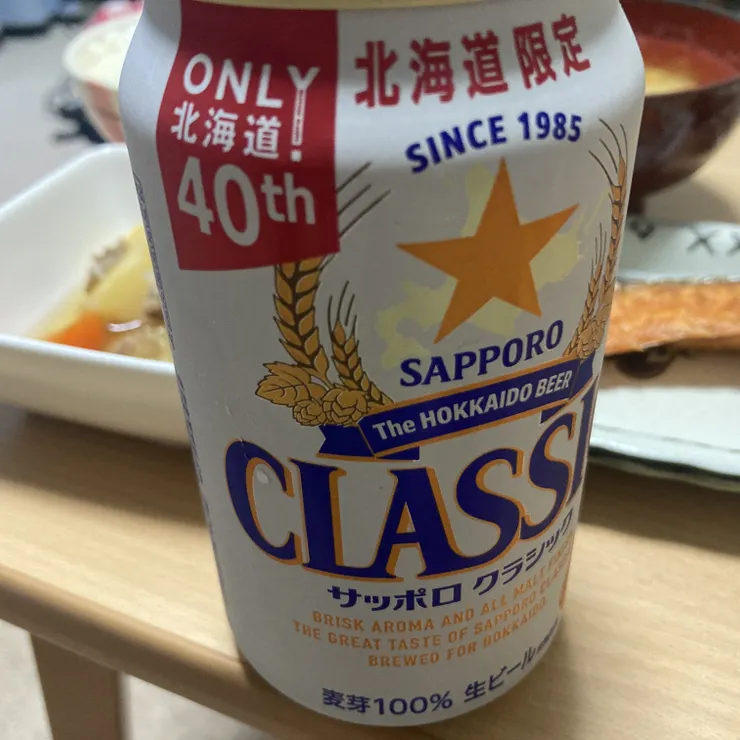 ONLY
北海道!
40th
北海道 限定
SINCE 1985
SAPPORO
The HOKKAIDO BEER
CLASSI
サッポロ クラシック
BRISK AROMA AND ALL MALT
THE GREAT TASTE OF SAPPORO
BREWED FOR HOKKAIDO.
麦芽100% 生ビール